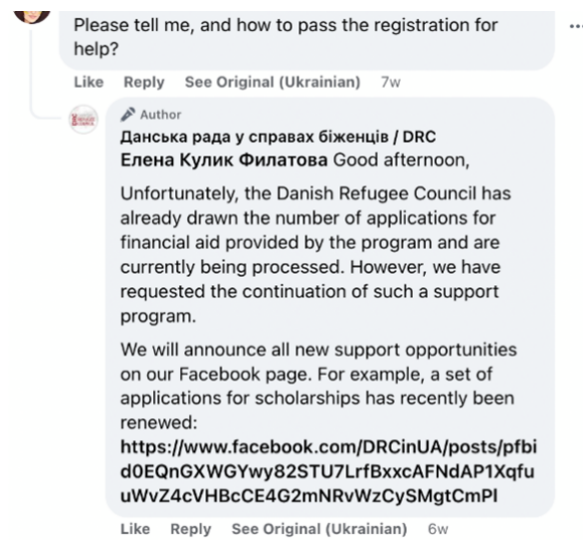 Please tell me, and how to pass the registration for
help?
Like Reply See Original (Ukrainian) 7w
Author
Данська рада у справах біженців / DRC
Елена Кулик Филатова Good afternoon,
Unfortunately, the Danish Refugee Council has
already drawn the number of applications for
financial aid provided by the program and are
currently being processed. However, we have
requested the continuation of such a support
program.
We will announce all new support opportunities
on our Facebook page. For example, a set of
applications for scholarships has recently been
renewed:
https://www.facebook.com/DRCinUA/posts/pfbi
d0EQnGXWGYwy82STU7LrfBxxcAFNdAP1Xqfu
uWvZ4cVHBcCE4G2mNRvWzCySMgtCmPl
Like Reply See Original (Ukrainian) 6w